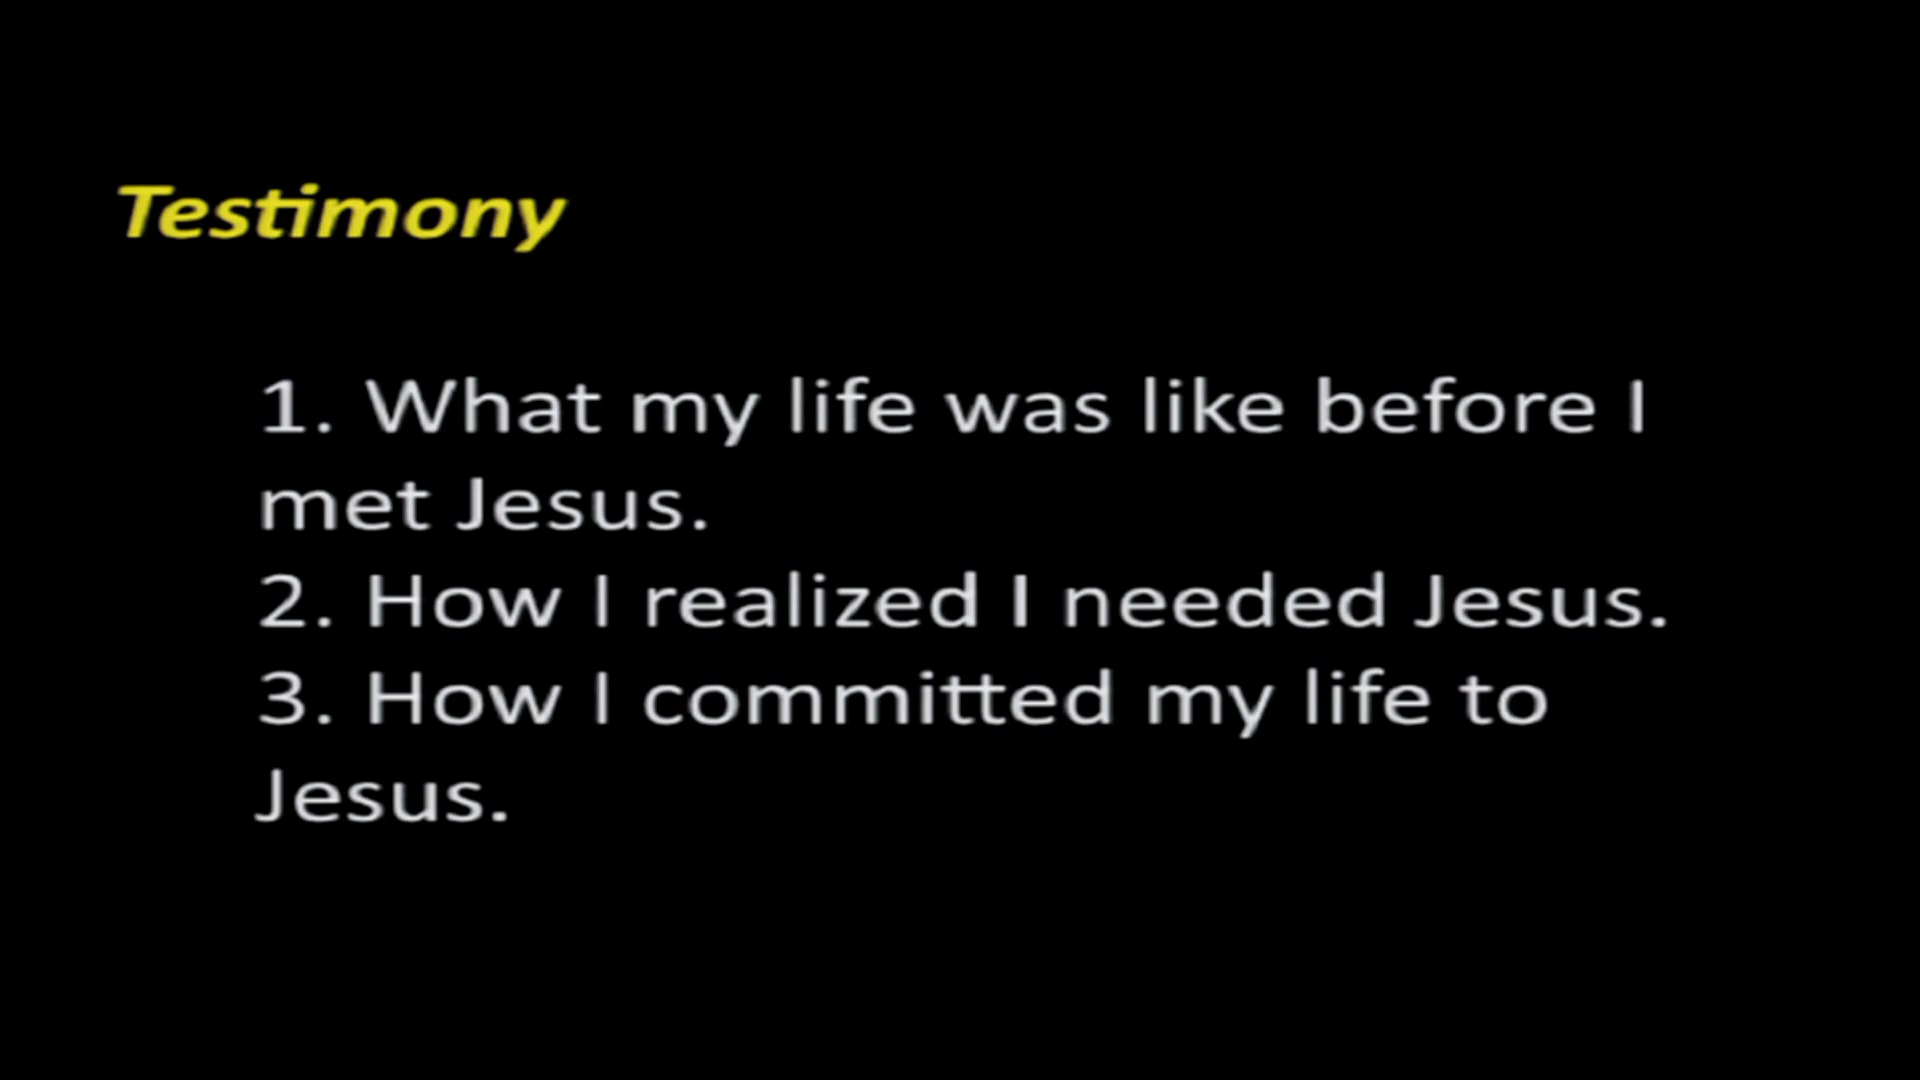 Testimony
1. What my life was like before I
met Jesus.
2. How I realized I needed Jesus.
3. How I committed my life to
Jesus.